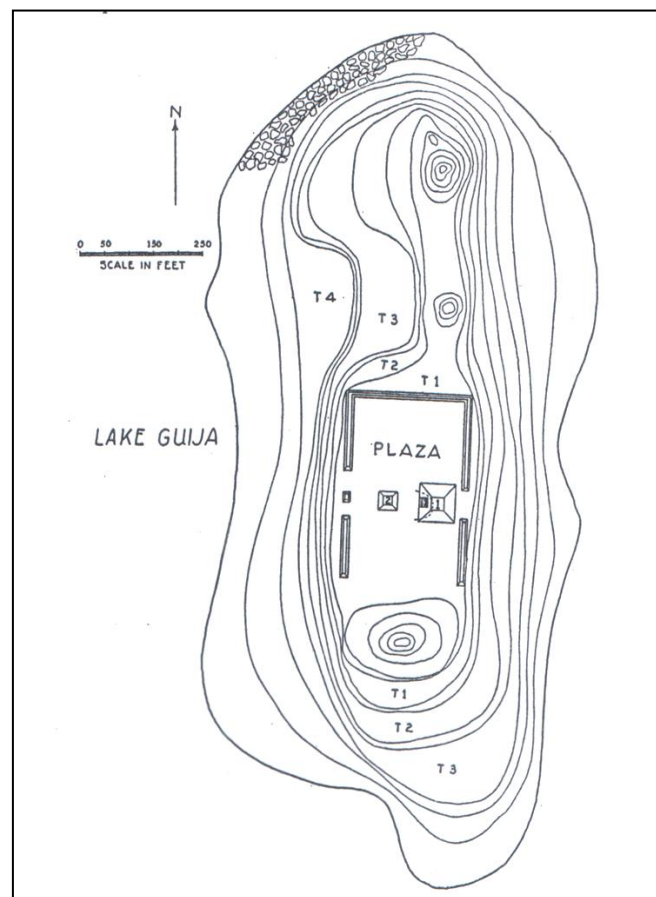 N
0 50 150 250
SCALE IN FEET
T4
T3
T2
T1
LAKE GUIJA
PLAZA
2
1
T1
T2
T3